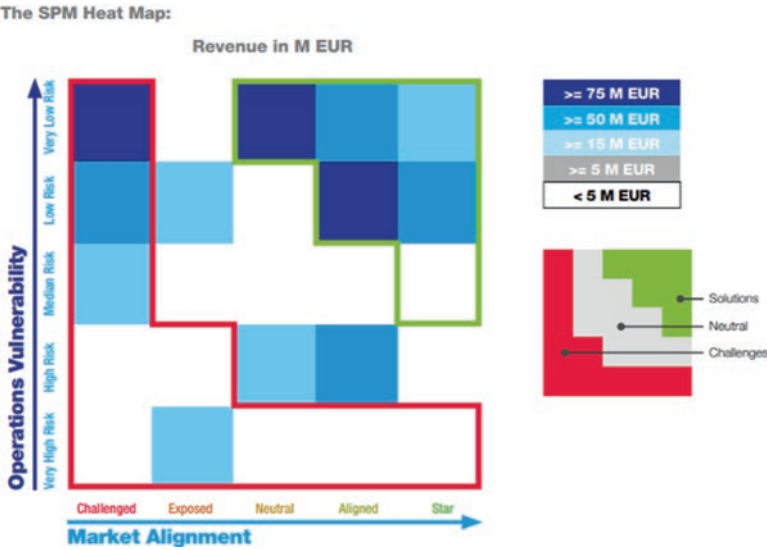 The SPM Heat Map:
Revenue in M EUR
Operations Vulnerability
Very Low Risk
Low Risk
Median Risk
High Risk
Very High Risk
Challenged
Exposed
Neutral
Aligned
Star
Market Alignment
>= 75 M EUR
>= 50 M EUR
>= 15 M EUR
>= 5 M EUR
< 5 M EUR
Solutions
Neutral
Challenges